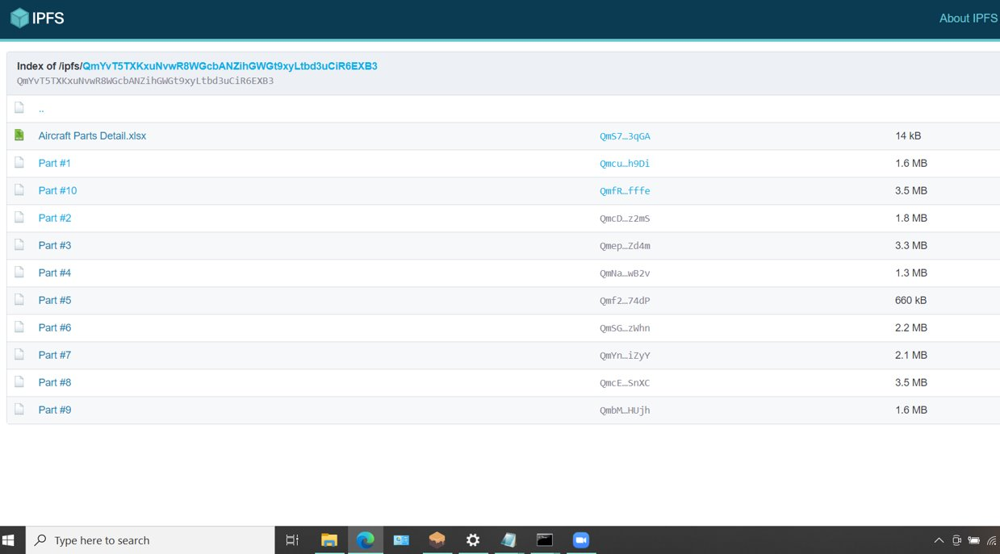 IPFS
About IPFS
Index of /ipfs/QmYvT5TXKxuNvwR8WGcbANZihGWGt9xyLtbd3uCiR6EXB3
QmYvT5TXKxuNvwR8WGcbANZihGWGt9xyLtbd3uCiR6EXB3
..
Aircraft Parts Detail.xlsx QmS7…3qGA 14 kB
Part #1 Qmcu…h9Di 1.6 MB
Part #10 QmfR…fffe 3.5 MB
Part #2 QmcD…z2mS 1.8 MB
Part #3 Qmep…Zd4m 3.3 MB
Part #4 QmNa…wB2v 1.3 MB
Part #5 Qmf2…74dP 660 kB
Part #6 QmSG…zWhn 2.2 MB
Part #7 QmYn…iZyY 2.1 MB
Part #8 QmcE…SnXC 3.5 MB
Part #9 QmbM…HUjh 1.6 MB
Type here to search